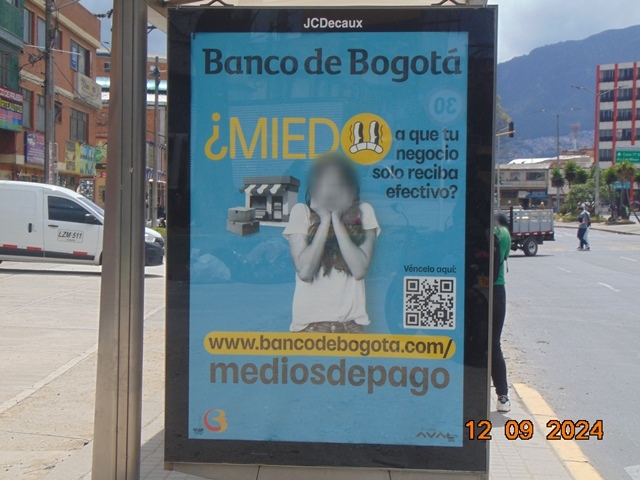 JCDecaux
Banco de Bogotá
¿MIEDO
a que tu
negocio
solo reciba
efectivo?
Véncelo aquí:
www.bancodebogota.com/
mediosdepago
AVAL
LZM 511
12 09 2024